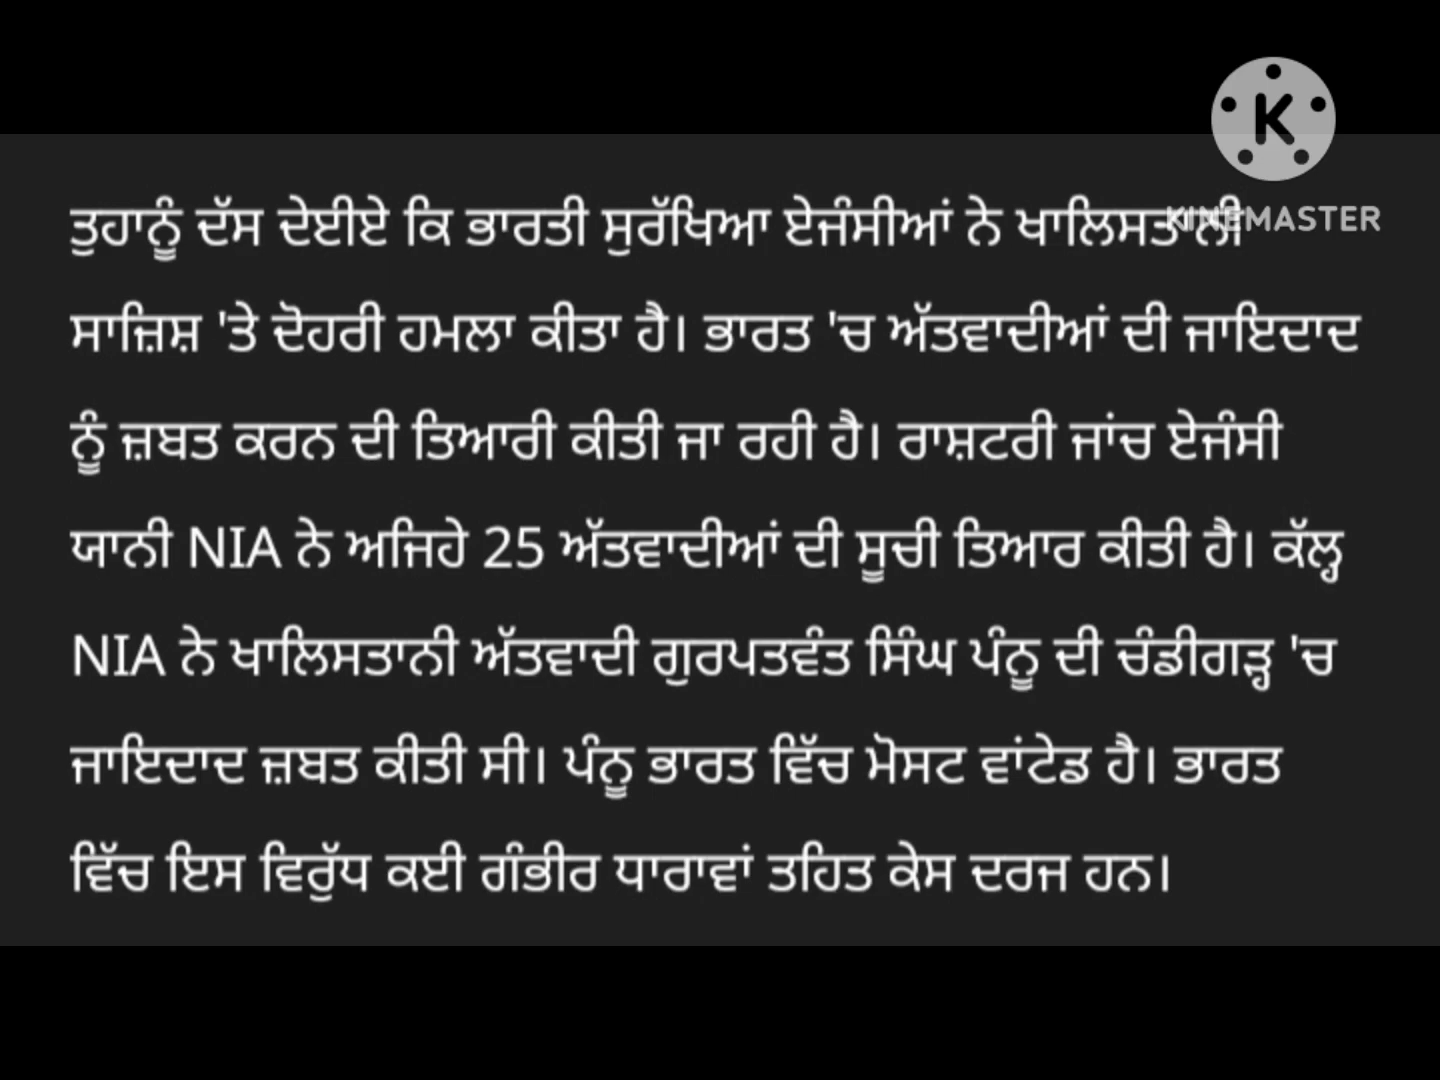 KINEMASTER
ਤੁਹਾਨੂੰ ਦੱਸ ਦੇਈਏ ਕਿ ਭਾਰਤੀ ਸੁਰੱਖਿਆ ਏਜੰਸੀਆਂ ਨੇ ਖਾਲਿਸਤਾਨੀ
ਸਾਜ਼ਿਸ਼ 'ਤੇ ਦੋਹਰੀ ਹਮਲਾ ਕੀਤਾ ਹੈ। ਭਾਰਤ 'ਚ ਅੱਤਵਾਦੀਆਂ ਦੀ ਜਾਇਦਾਦ
ਨੂੰ ਜ਼ਬਤ ਕਰਨ ਦੀ ਤਿਆਰੀ ਕੀਤੀ ਜਾ ਰਹੀ ਹੈ। ਰਾਸ਼ਟਰੀ ਜਾਂਚ ਏਜੰਸੀ
ਯਾਨੀ NIA ਨੇ ਅਜਿਹੇ 25 ਅੱਤਵਾਦੀਆਂ ਦੀ ਸੂਚੀ ਤਿਆਰ ਕੀਤੀ ਹੈ। ਕੱਲ੍ਹ
NIA ਨੇ ਖਾਲਿਸਤਾਨੀ ਅੱਤਵਾਦੀ ਗੁਰਪਤਵੰਤ ਸਿੰਘ ਪੰਨੂ ਦੀ ਚੰਡੀਗੜ੍ਹ 'ਚ
ਜਾਇਦਾਦ ਜ਼ਬਤ ਕੀਤੀ ਸੀ। ਪੰਨੂ ਭਾਰਤ ਵਿੱਚ ਮੋਸਟ ਵਾਂਟੇਡ ਹੈ। ਭਾਰਤ
ਵਿੱਚ ਇਸ ਵਿਰੁੱਧ ਕਈ ਗੰਭੀਰ ਧਾਰਾਵਾਂ ਤਹਿਤ ਕੇਸ ਦਰਜ ਹਨ।